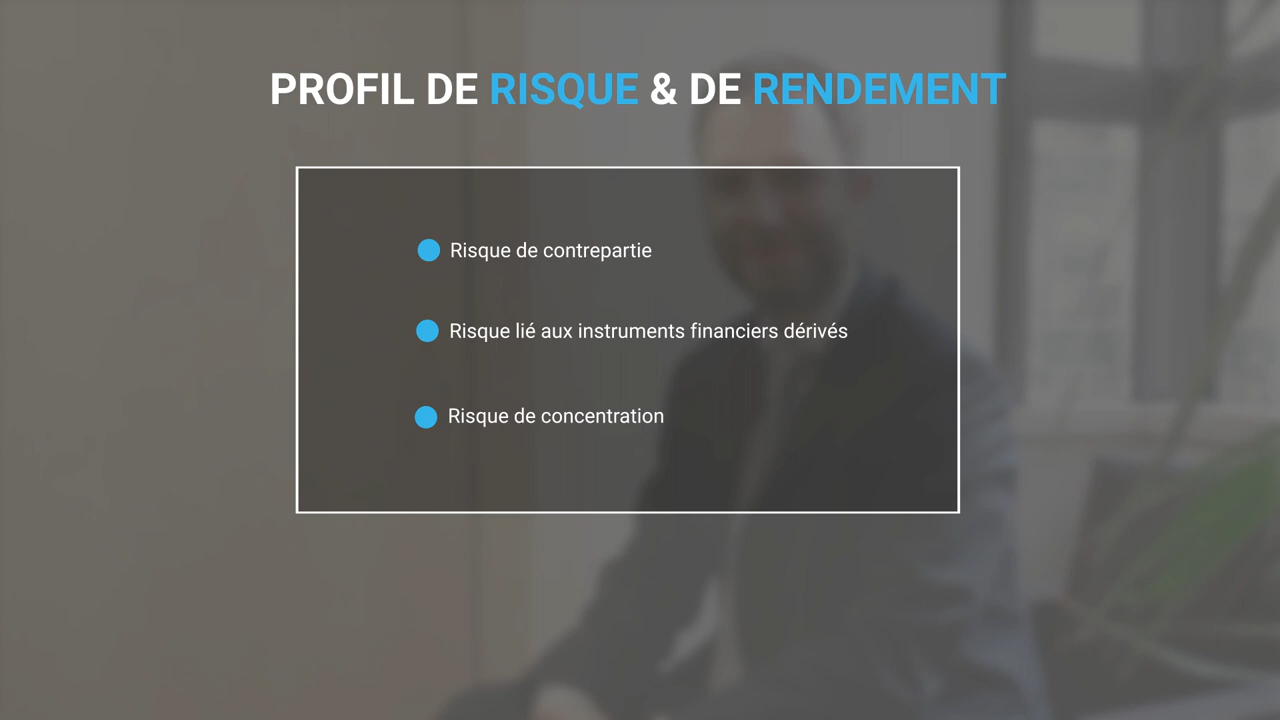 PROFIL DE RISQUE & DE RENDEMENT
Risque de contrepartie
Risque lié aux instruments financiers dérivés
Risque de concentration